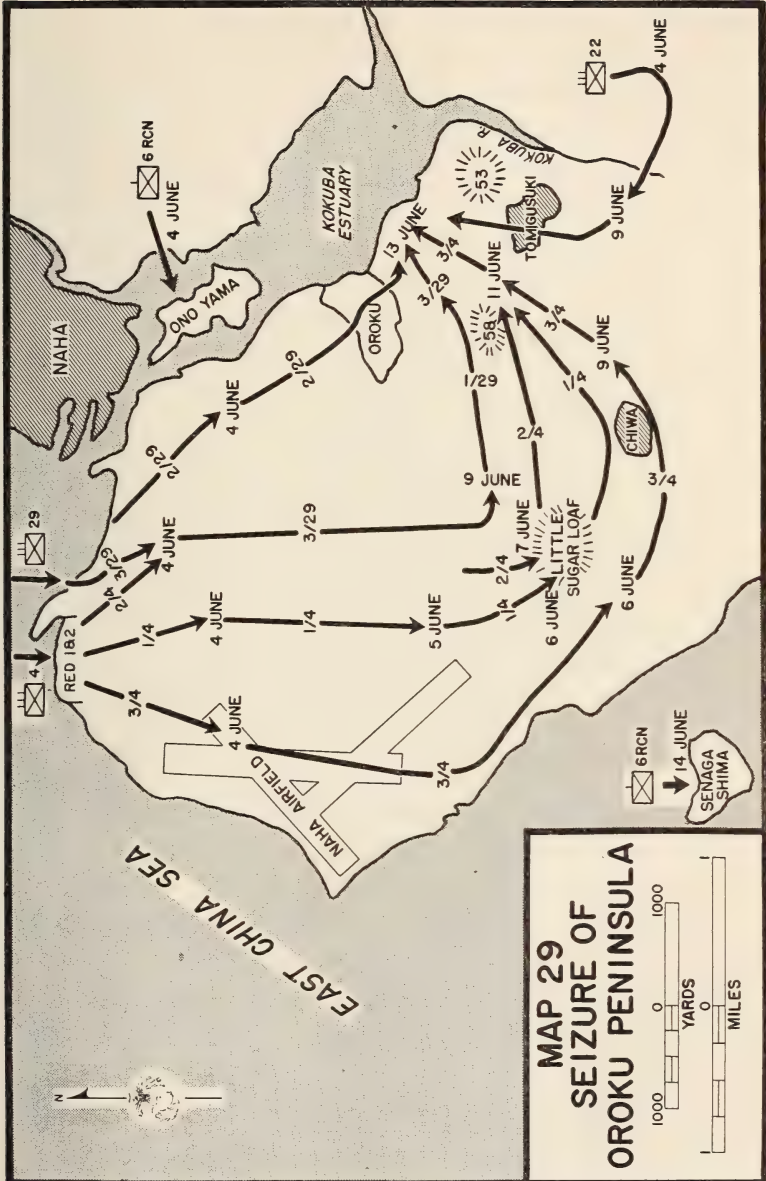 N
EAST CHINA SEA
NAHA
29
4
RED 1&2
6 RCN
4 JUNE
ONO YAMA
KOKUBA
ESTUARY
22
4 JUNE
3/29
2/4
1/4
3/4
2/29
4 JUNE
4 JUNE
4 JUNE
4 JUNE
2/29
OROKU
13 JUNE
53
KOKUBA R.
TOMIGUSUKI
9 JUNE
NAHA AIRFIELD
1/4
3/29
3/29
3/4
11 JUNE
58
3/4
9 JUNE
1/29
2/4
1/4
9 JUNE
5 JUNE
2/4
7 JUNE
1/4
6 JUNE
LITTLE
SUGAR LOAF
CHIWA
3/4
3/4
6 JUNE
6RCN
14 JUNE
SENAGA
SHIMA
MAP 29
SEIZURE OF
OROKU PENINSULA
1000 0 1000
YARDS
1 0 1
MILES